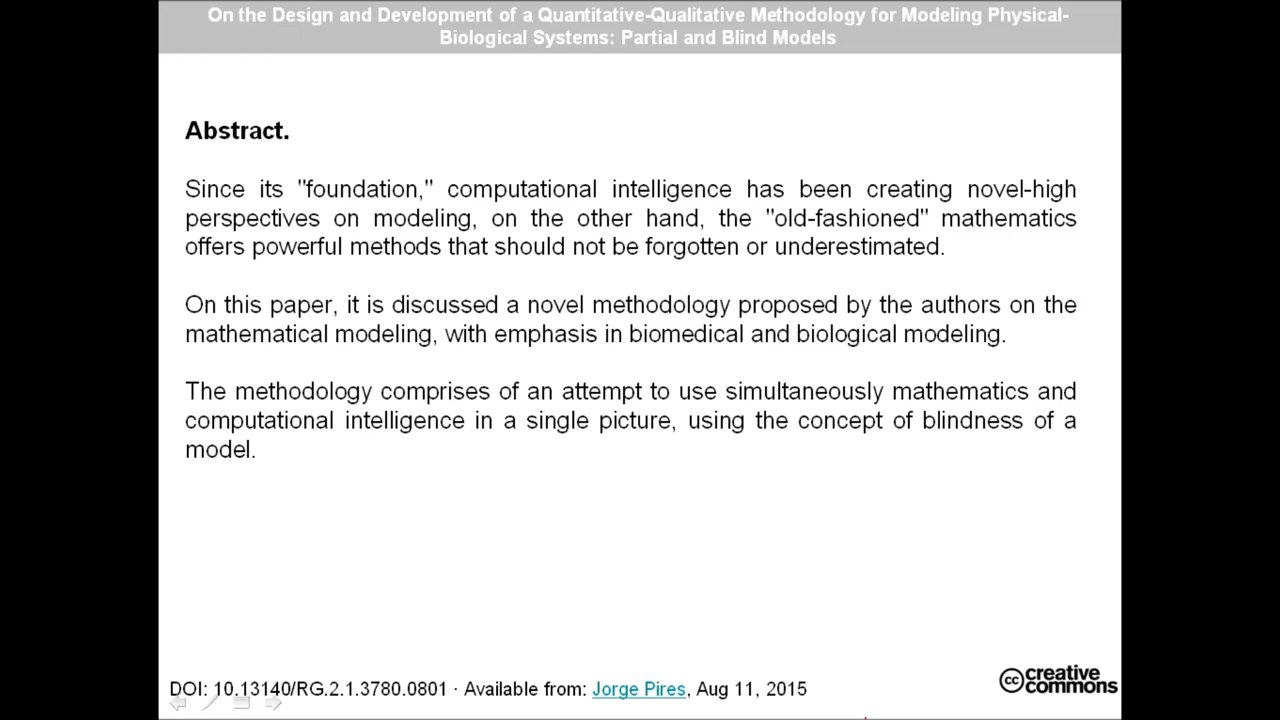 On the Design and Development of a Quantitative-Qualitative Methodology for Modeling Physical-
Biological Systems: Partial and Blind Models
Abstract.
Since its "foundation," computational intelligence has been creating novel-high
perspectives on modeling, on the other hand, the "old-fashioned" mathematics
offers powerful methods that should not be forgotten or underestimated.
On this paper, it is discussed a novel methodology proposed by the authors on the
mathematical modeling, with emphasis in biomedical and biological modeling.
The methodology comprises of an attempt to use simultaneously mathematics and
computational intelligence in a single picture, using the concept of blindness of a
model.
DOI: 10.13140/RG.2.1.3780.0801 · Available from: Jorge Pires, Aug 11, 2015
cc creative
commons